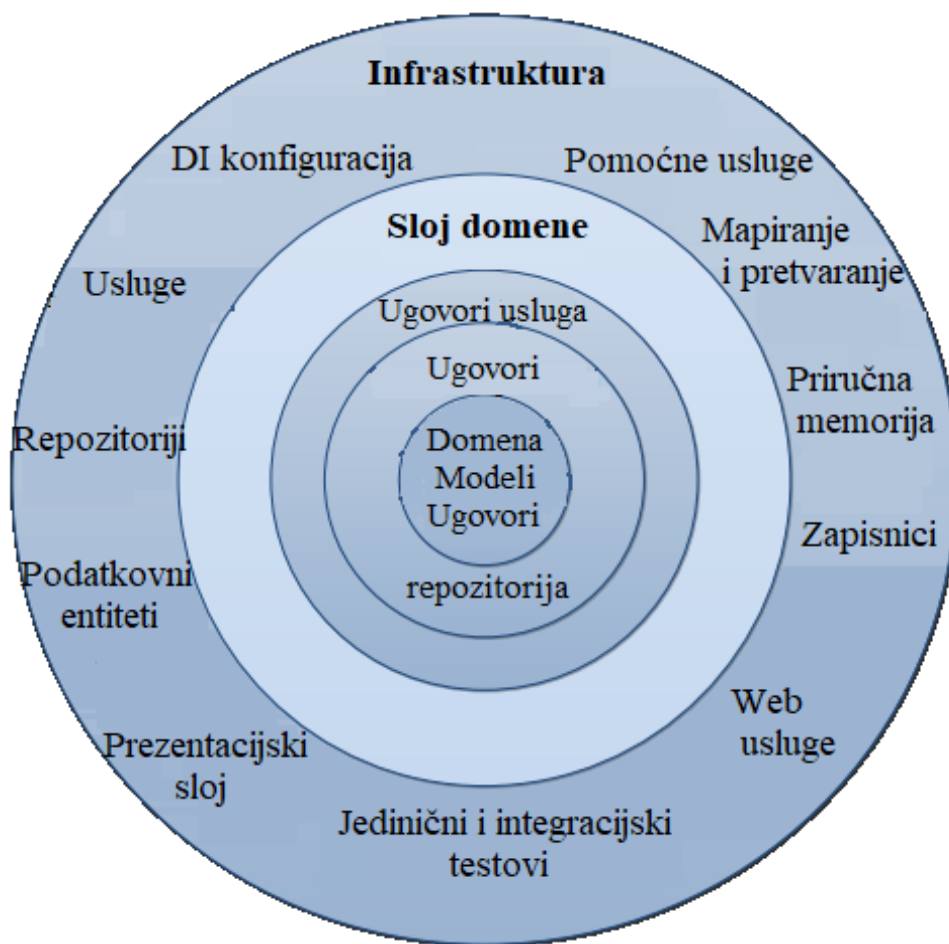 Infrastruktura
DI konfiguracija
Pomoćne usluge
Sloj domene
Mapiranje
i pretvaranje
Usluge
Ugovori usluga
Ugovori
Priručna
memorija
Repozitoriji
Domena
Modeli
Ugovori
Zapisnici
Podatkovni
entiteti
repozitorija
Web
usluge
Prezentacijski
sloj
Jedinični i integracijski
testovi